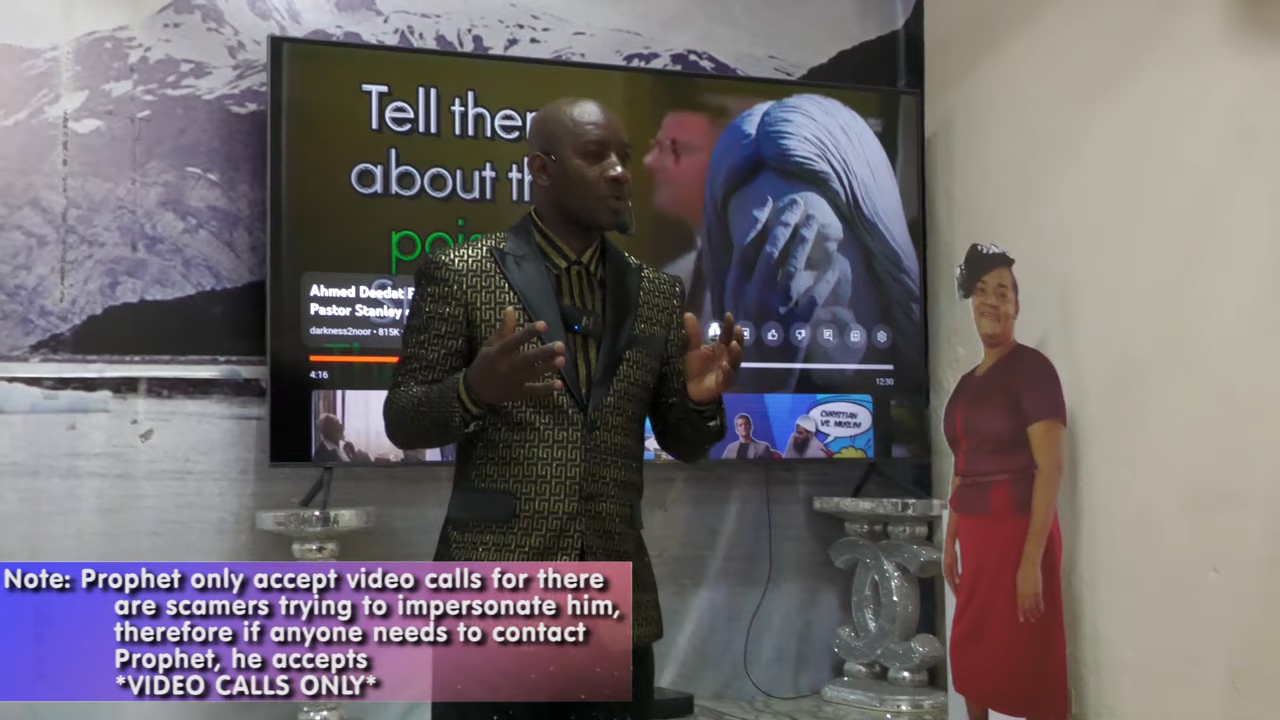 Tell
about
Ahmed Deedat
Pastor Stanley
darkness2noor • 815K
4:16
12:30
CHRISTIAN
VS. MUSLIM
Note: Prophet only accept video calls for there
are scamers trying to impersonate him,
therefore if anyone needs to contact
Prophet, he accepts
*VIDEO CALLS ONLY*